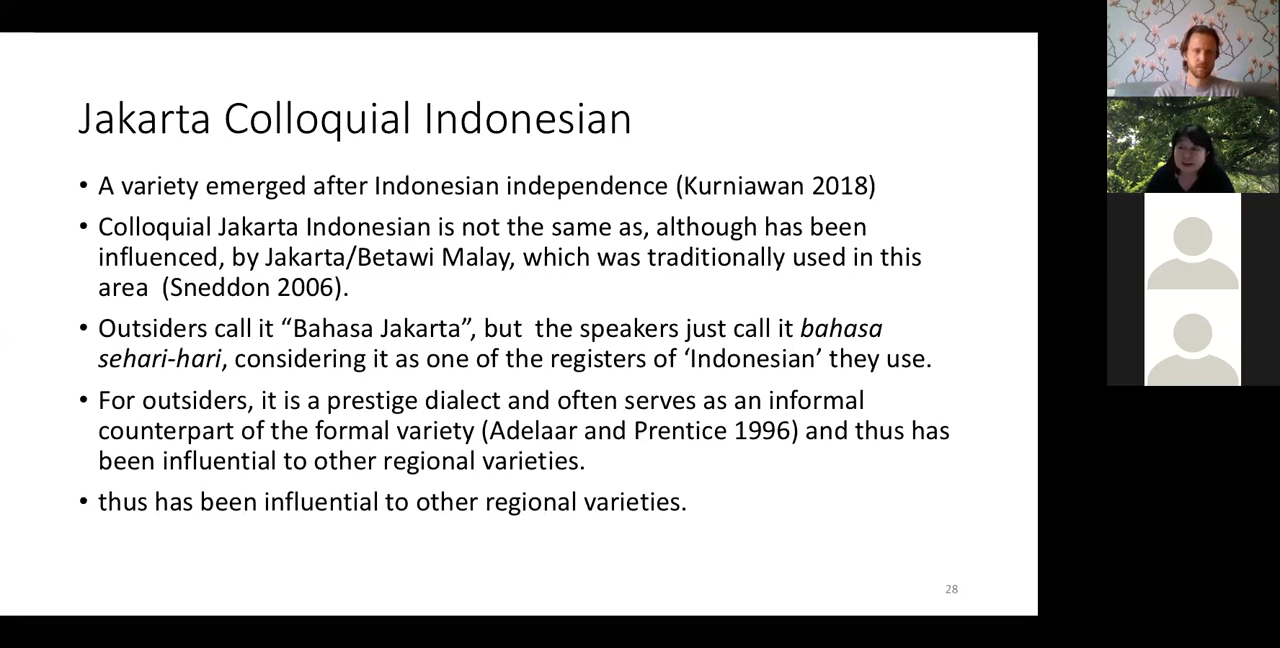 Jakarta Colloquial Indonesian
• A variety emerged after Indonesian independence (Kurniawan 2018)
• Colloquial Jakarta Indonesian is not the same as, although has been
influenced, by Jakarta/Betawi Malay, which was traditionally used in this
area  (Sneddon 2006).
• Outsiders call it “Bahasa Jakarta”, but  the speakers just call it bahasa
sehari-hari, considering it as one of the registers of ‘Indonesian’ they use.
• For outsiders, it is a prestige dialect and often serves as an informal
counterpart of the formal variety (Adelaar and Prentice 1996) and thus has
been influential to other regional varieties.
• thus has been influential to other regional varieties.
28